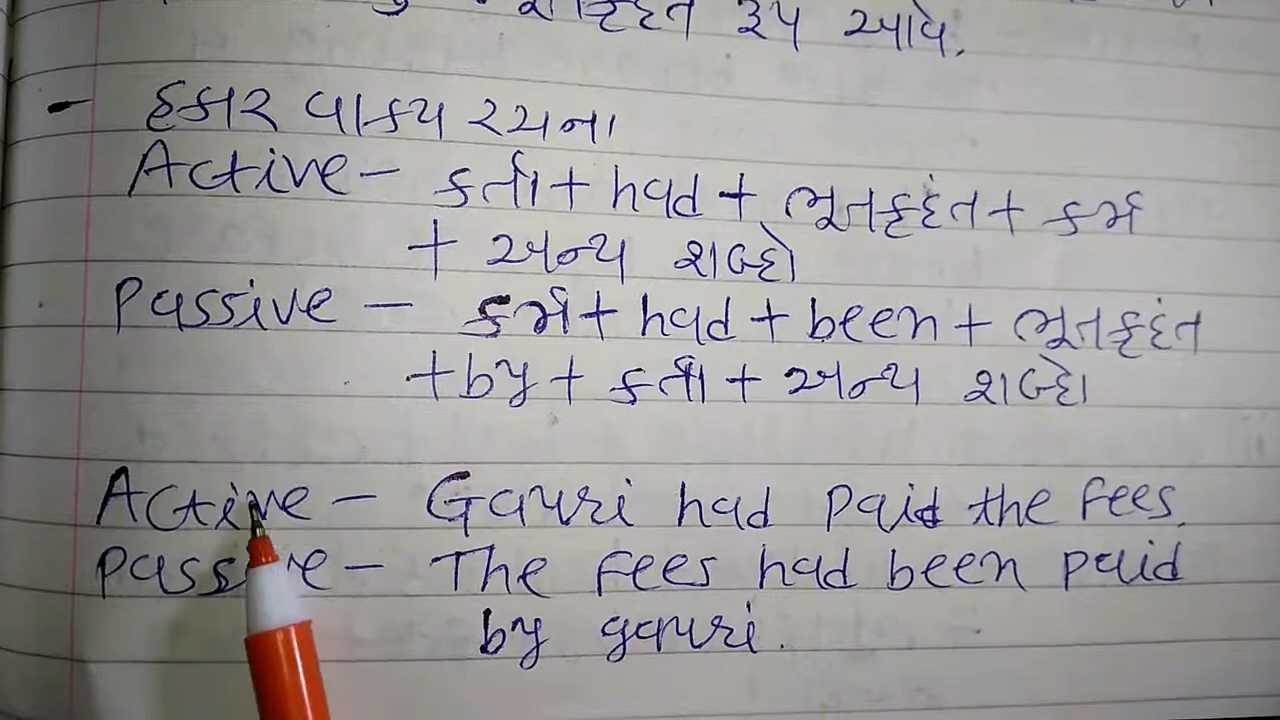 રૂપ આવે.
- હકાર વાક્ય રચના
Active - કર્તા + had + ભૂતકૃદંત + કર્મ
+ અન્ય શબ્દો
Passive - કર્મ + had + been + ભૂતકૃદંત
+ by + કર્તા + અન્ય શબ્દો
Active - Gauri had paid the Fees.
Passive - The Fees had been paid
by gauri.